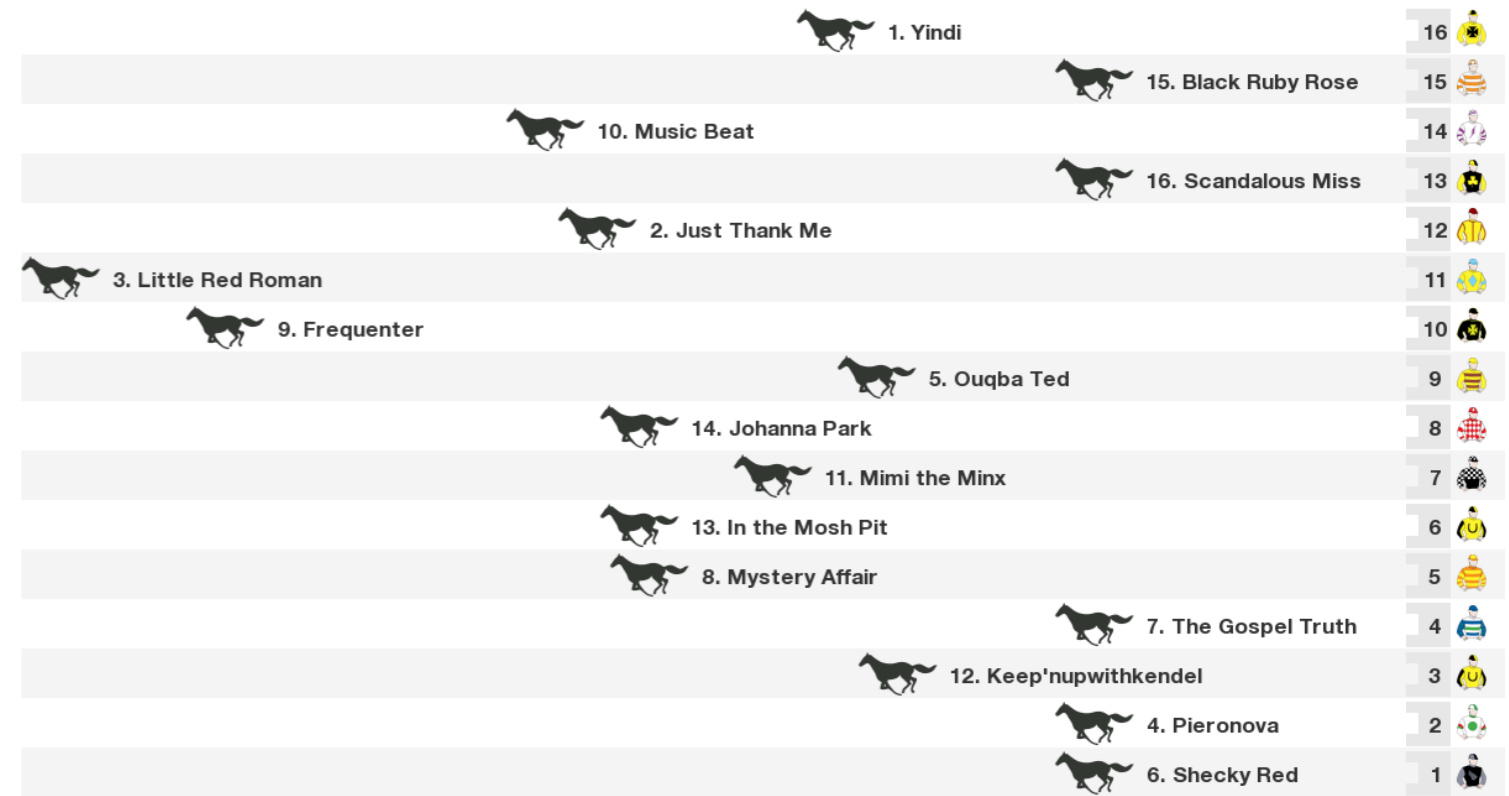 1. Yindi 16
15. Black Ruby Rose 15
10. Music Beat 14
16. Scandalous Miss 13
2. Just Thank Me 12
3. Little Red Roman 11
9. Frequenter 10
5. Ouqba Ted 9
14. Johanna Park 8
11. Mimi the Minx 7
13. In the Mosh Pit 6
8. Mystery Affair 5
7. The Gospel Truth 4
12. Keep'nupwithkendel 3
4. Pieronova 2
6. Shecky Red 1